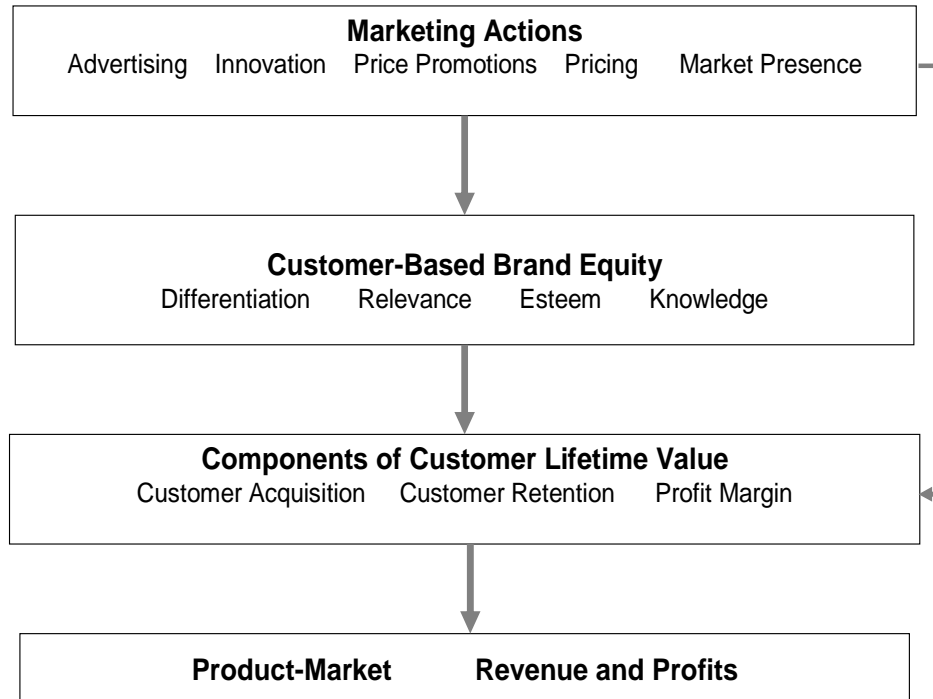 Marketing Actions
Advertising Innovation Price Promotions Pricing Market Presence
Customer-Based Brand Equity
Differentiation Relevance Esteem Knowledge
Components of Customer Lifetime Value
Customer Acquisition Customer Retention Profit Margin
Product-Market Revenue and Profits